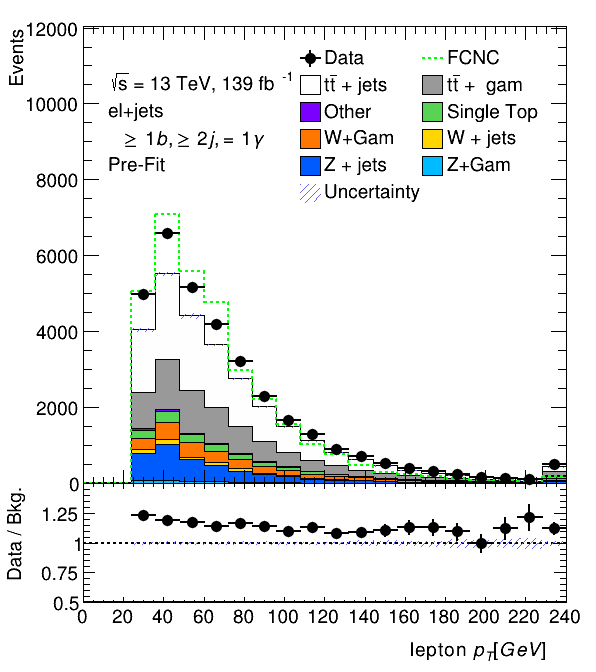 Events
12000
10000
8000
6000
4000
2000
0
√s = 13 TeV, 139 fb⁻¹
el+jets
≥ 1b, ≥ 2j, = 1γ
Pre-Fit
Data
FCNC
tt̄ + jets
tt̄ + gam
Other
Single Top
W+Gam
W + jets
Z + jets
Z+Gam
Uncertainty
Data / Bkg.
1.25
1
0.75
0.5
0 20 40 60 80 100 120 140 160 180 200 220 240
lepton p_T[GeV]